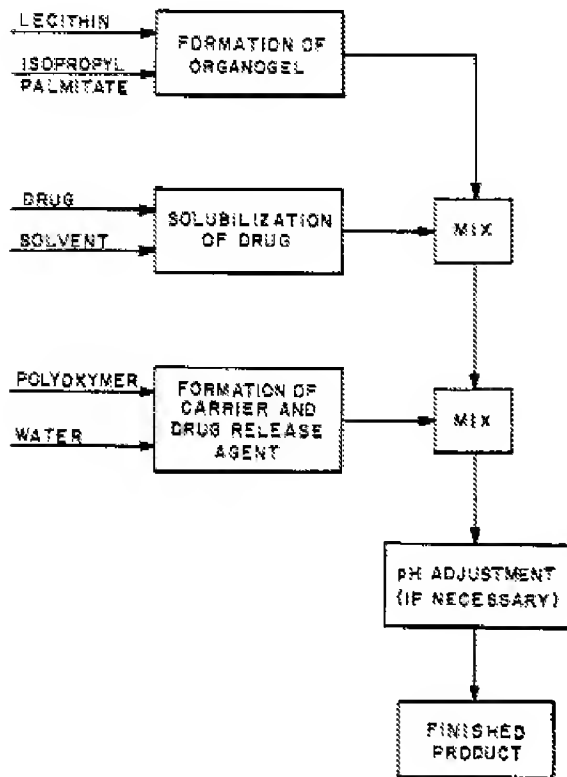 LECITHIN
ISOPROPYL
PALMITATE
FORMATION OF
ORGANOGEL
DRUG
SOLVENT
SOLUBILIZATION
OF DRUG
MIX
POLYOXYMER
WATER
FORMATION OF
CARRIER AND
DRUG RELEASE
AGENT
MIX
pH ADJUSTMENT
(IF NECESSARY)
FINISHED
PRODUCT